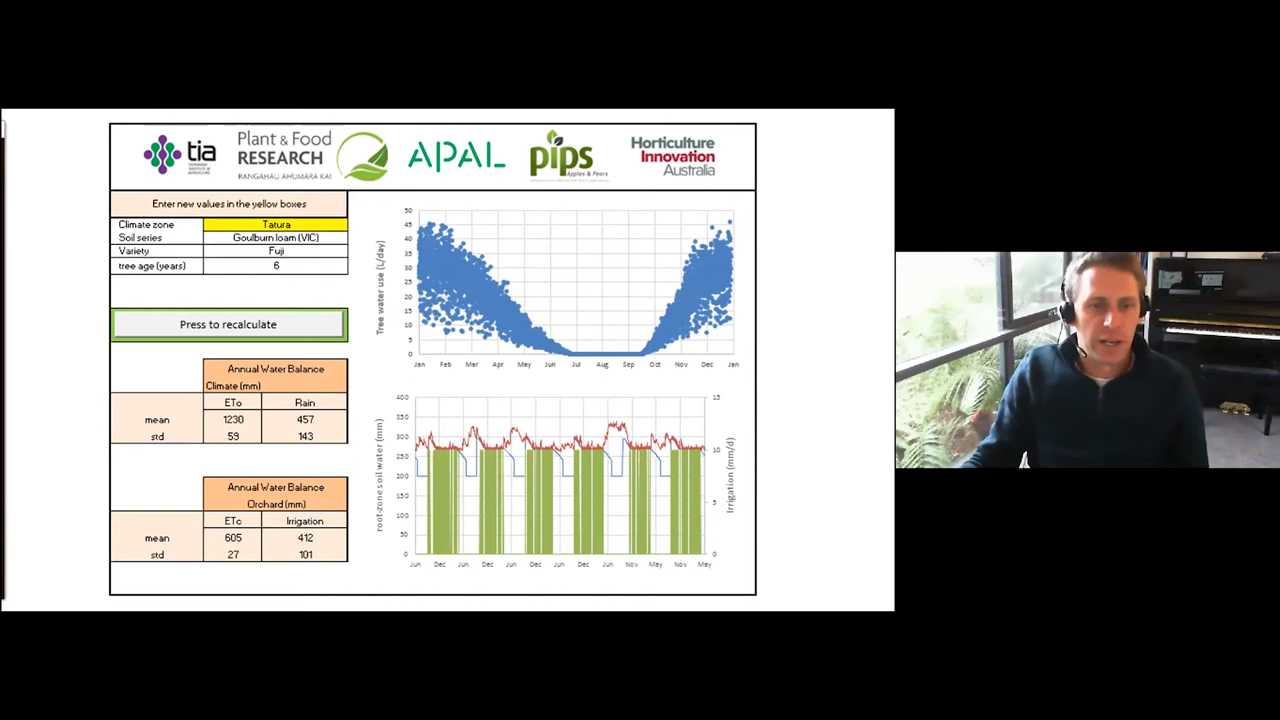 tia
Plant & Food
RESEARCH
RANGAHAU AHUMĀRA KAI
APAL
pips
Apples & Pears
Horticulture
Innovation
Australia
Enter new values in the yellow boxes
Climate zone Tatura
Soil series Goulburn loam (VIC)
Variety Fuji
tree age (years) 6
Press to recalculate
Annual Water Balance
Climate (mm)
ETo Rain
mean 1230 457
std 59 143
Annual Water Balance
Orchard (mm)
ETc Irrigation
mean 605 412
std 27 101
Tree water use (L/day)
50
45
40
35
30
25
20
15
10
5
0
Jan Feb Mar Apr May Jun Jul Aug Sep Oct Nov Dec Jan
root-zones soil water (mm)
400
350
300
250
200
150
100
50
0
15
10
5
0
Irrigation (mm/d)
Jun Dec Jun Dec Jun Dec Jun Dec Jun Nov May Nov May